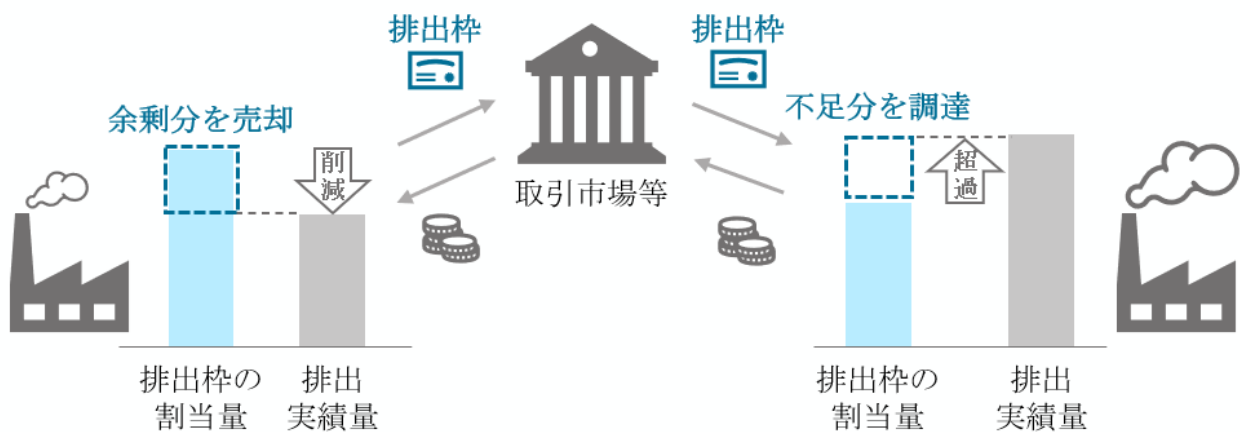 排出枠
排出枠
余剰分を売却
不足分を調達
削減
超過
取引市場等
排出枠の
割当量
排出
実績量
排出枠の
割当量
排出
実績量